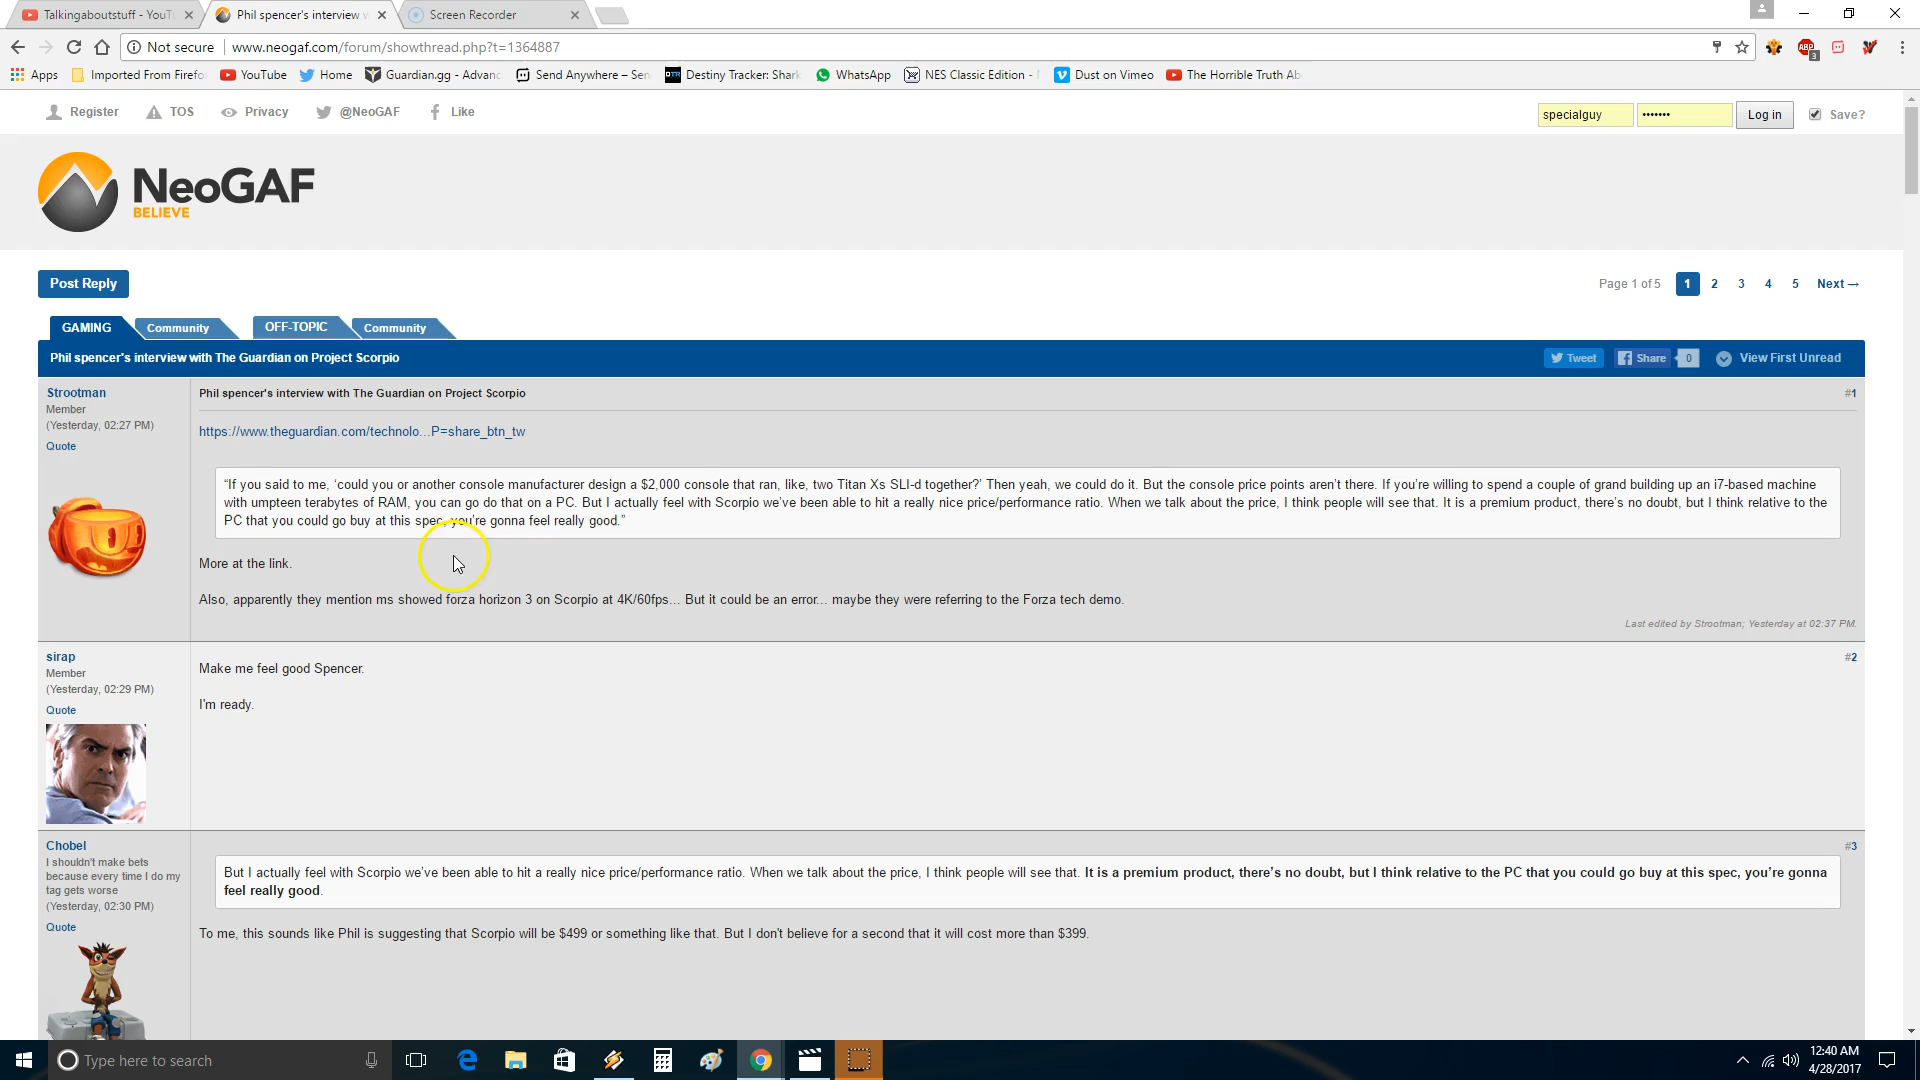 Talkingaboutstuff - YouTu
Phil spencer's interview w
Screen Recorder
Not secure www.neogaf.com/forum/showthread.php?t=1364887
ABP 3
Apps
Imported From Firefo
YouTube
Home
Guardian.gg - Advanc
Send Anywhere – Sen
DTR Destiny Tracker: Shark
WhatsApp
NES Classic Edition -
Dust on Vimeo
The Horrible Truth Ab
Register TOS Privacy @NeoGAF Like
specialguy ••••••• Log in Save?
NeoGAF
BELIEVE
Post Reply
Page 1 of 5 1 2 3 4 5 Next →
GAMING Community OFF-TOPIC Community
Phil spencer's interview with The Guardian on Project Scorpio
Tweet Share 0 View First Unread
Strootman
Member
(Yesterday, 02:27 PM)
Quote
Phil spencer's interview with The Guardian on Project Scorpio
#1
https://www.theguardian.com/technolo...P=share_btn_tw
“If you said to me, ‘could you or another console manufacturer design a $2,000 console that ran, like, two Titan Xs SLI-d together?’ Then yeah, we could do it. But the console price points aren’t there. If you’re willing to spend a couple of grand building up an i7-based machine
with umpteen terabytes of RAM, you can go do that on a PC. But I actually feel with Scorpio we’ve been able to hit a really nice price/performance ratio. When we talk about the price, I think people will see that. It is a premium product, there’s no doubt, but I think relative to the
PC that you could go buy at this spec, you’re gonna feel really good.”
More at the link.
Also, apparently they mention ms showed forza horizon 3 on Scorpio at 4K/60fps... But it could be an error... maybe they were referring to the Forza tech demo.
Last edited by Strootman; Yesterday at 02:37 PM.
sirap
Member
(Yesterday, 02:29 PM)
Quote
#2
Make me feel good Spencer.
I'm ready.
Chobel
I shouldn't make bets
because every time I do my
tag gets worse
(Yesterday, 02:30 PM)
Quote
#3
But I actually feel with Scorpio we’ve been able to hit a really nice price/performance ratio. When we talk about the price, I think people will see that. It is a premium product, there’s no doubt, but I think relative to the PC that you could go buy at this spec, you’re gonna
feel really good.
To me, this sounds like Phil is suggesting that Scorpio will be $499 or something like that. But I don't believe for a second that it will cost more than $399.
Type here to search
12:40 AM
4/28/2017